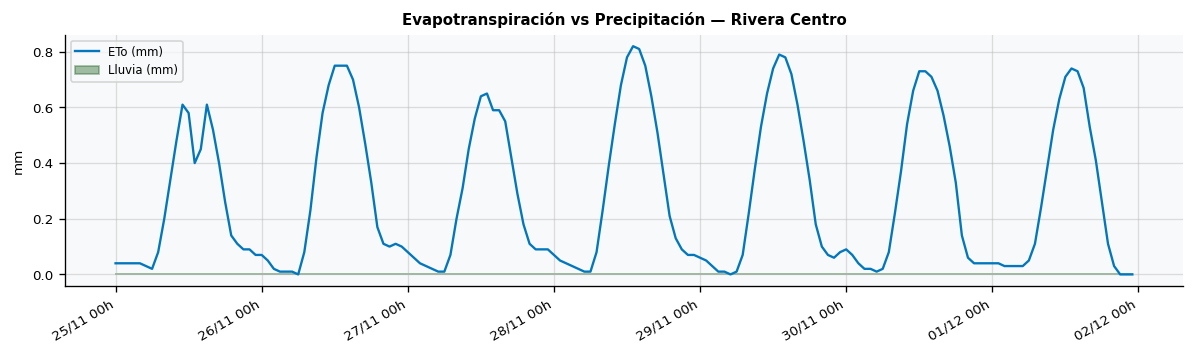 Evapotranspiración vs Precipitación — Rivera Centro
ETo (mm)
Lluvia (mm)
mm
0.8
0.6
0.4
0.2
0.0
25/11 00h
26/11 00h
27/11 00h
28/11 00h
29/11 00h
30/11 00h
01/12 00h
02/12 00h